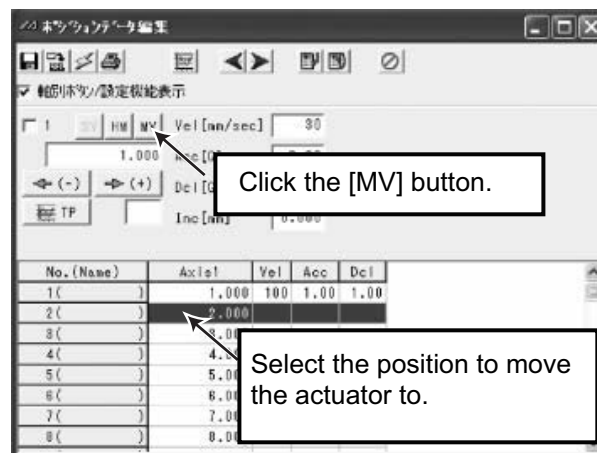 ポジションデータ編集
軸別ボタン/設定機能表示
1 HM MV Vel[mm/sec] 30
1.000
(-) (+)
TP Inc[mm]
Click the [MV] button.
No.(Name) Axis1 Vel Acc Dcl
1( ) 1.000 100 1.00 1.00
2( ) 2.000
3( )
4( )
5( )
6( )
7( )
8( )
Select the position to move
the actuator to.